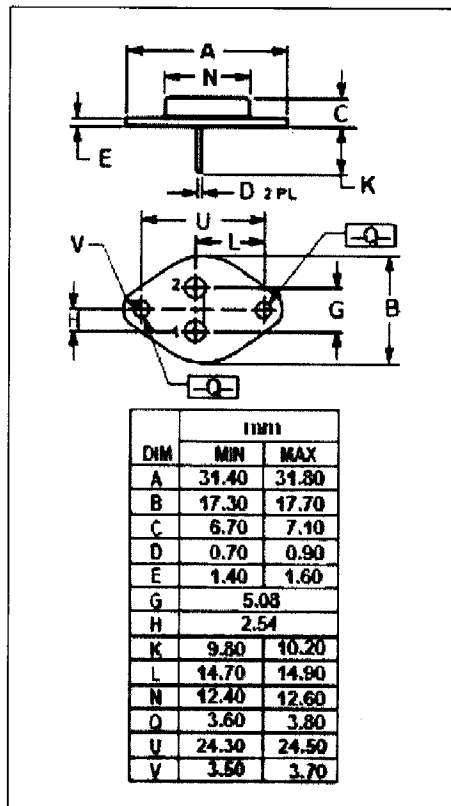 A
N
C
E
K
D 2 PL
U
V
L
Q
2
H
G
B
1
Q
mm
DIM MIN MAX
A 31.40 31.80
B 17.30 17.70
C 6.70 7.10
D 0.70 0.90
E 1.40 1.60
G 5.08
H 2.54
K 9.80 10.20
L 14.70 14.90
N 12.40 12.60
Q 3.60 3.80
U 24.30 24.50
V 3.50 3.70